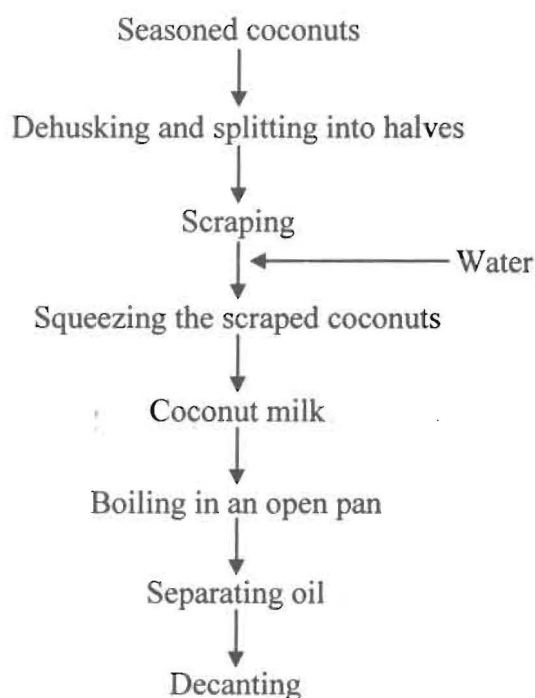 Seasoned coconuts
Dehusking and splitting into halves
Scraping
Water
Squeezing the scraped coconuts
Coconut milk
Boiling in an open pan
Separating oil
Decanting